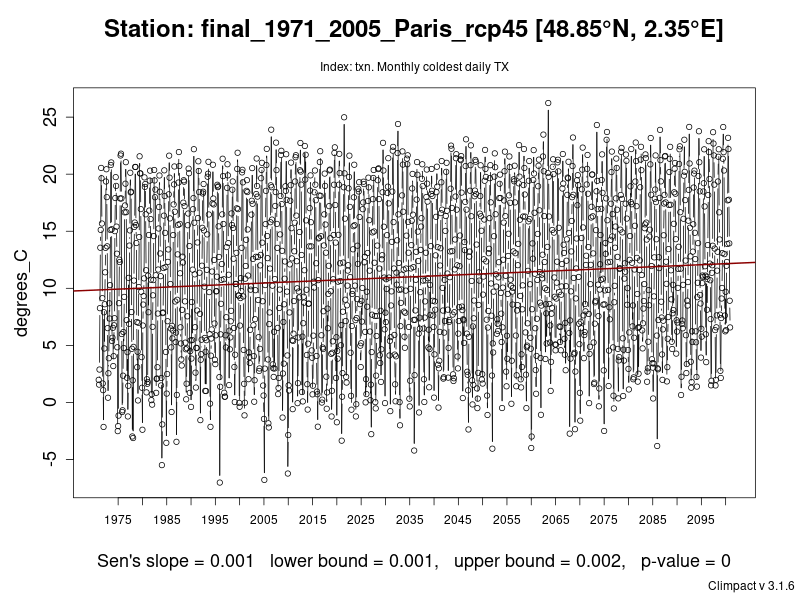 Station: final_1971_2005_Paris_rcp45 [48.85°N, 2.35°E]
Index: txn. Monthly coldest daily TX
degrees_C
25
20
15
10
5
0
-5
1975 1985 1995 2005 2015 2025 2035 2045 2055 2065 2075 2085 2095
Sen's slope = 0.001 lower bound = 0.001, upper bound = 0.002, p-value = 0
Climpact v 3.1.6